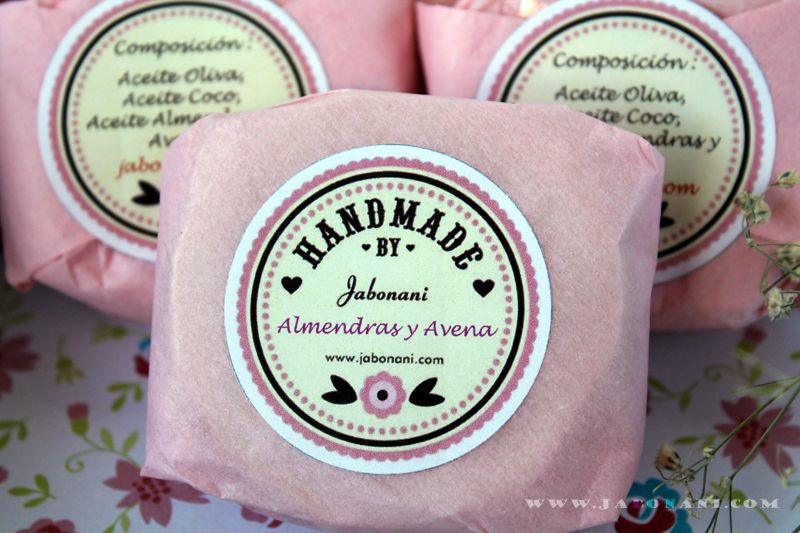 Composición :
Aceite Oliva,
Aceite Coco,
Aceite
Composición :
Aceite Oliva,
Aceite Coco,
y
HANDMADE
BY
Jabonani
Almendras y Avena
www.jabonani.com
WWW.JABONANI.COM